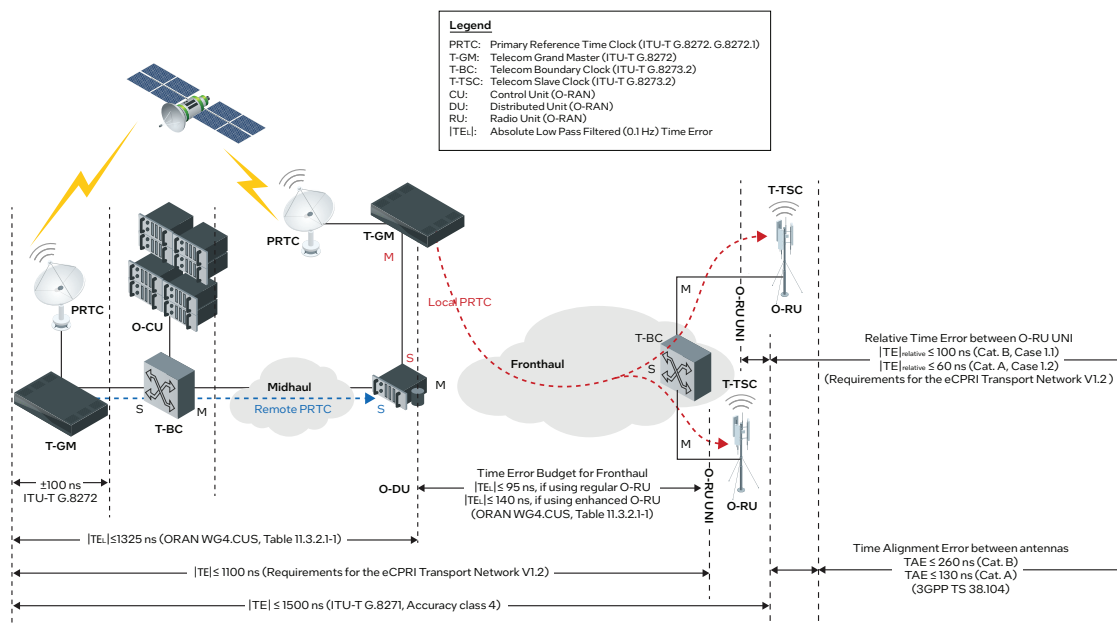 Legend
PRTC: Primary Reference Time Clock (ITU-T G.8272. G.8272.1)
T-GM: Telecom Grand Master (ITU-T G.8272)
T-BC: Telecom Boundary Clock (ITU-T G.8273.2)
T-TSC: Telecom Slave Clock (ITU-T G.8273.2)
CU: Control Unit (O-RAN)
DU: Distributed Unit (O-RAN)
RU: Radio Unit (O-RAN)
|TEL|: Absolute Low Pass Filtered (0.1 Hz) Time Error
PRTC
T-GM
M
PRTC
O-CU
T-GM
S
T-BC
M
Midhaul
Remote PRTC
S
S
M
O-DU
Local PRTC
Fronthaul
T-BC
S
M
M
T-TSC
O-RU
O-RU UNI
T-TSC
O-RU
O-RU UNI
Relative Time Error between O-RU UNI
|TE|relative ≤ 100 ns (Cat. B, Case 1.1)
|TE|relative ≤ 60 ns (Cat. A, Case 1.2)
(Requirements for the eCPRI Transport Network V1.2)
±100 ns
ITU-T G.8272
Time Error Budget for Fronthaul
|TEL| ≤ 95 ns, if using regular O-RU
|TEL| ≤ 140 ns, if using enhanced O-RU
(ORAN WG4.CUS, Table 11.3.2.1-1)
|TEL|≤1325 ns (ORAN WG4.CUS, Table 11.3.2.1-1)
|TE| ≤ 1100 ns (Requirements for the eCPRI Transport Network V1.2)
|TE| ≤ 1500 ns (ITU-T G.8271, Accuracy class 4)
Time Alignment Error between antennas
TAE ≤ 260 ns (Cat. B)
TAE ≤ 130 ns (Cat. A)
(3GPP TS 38.104)